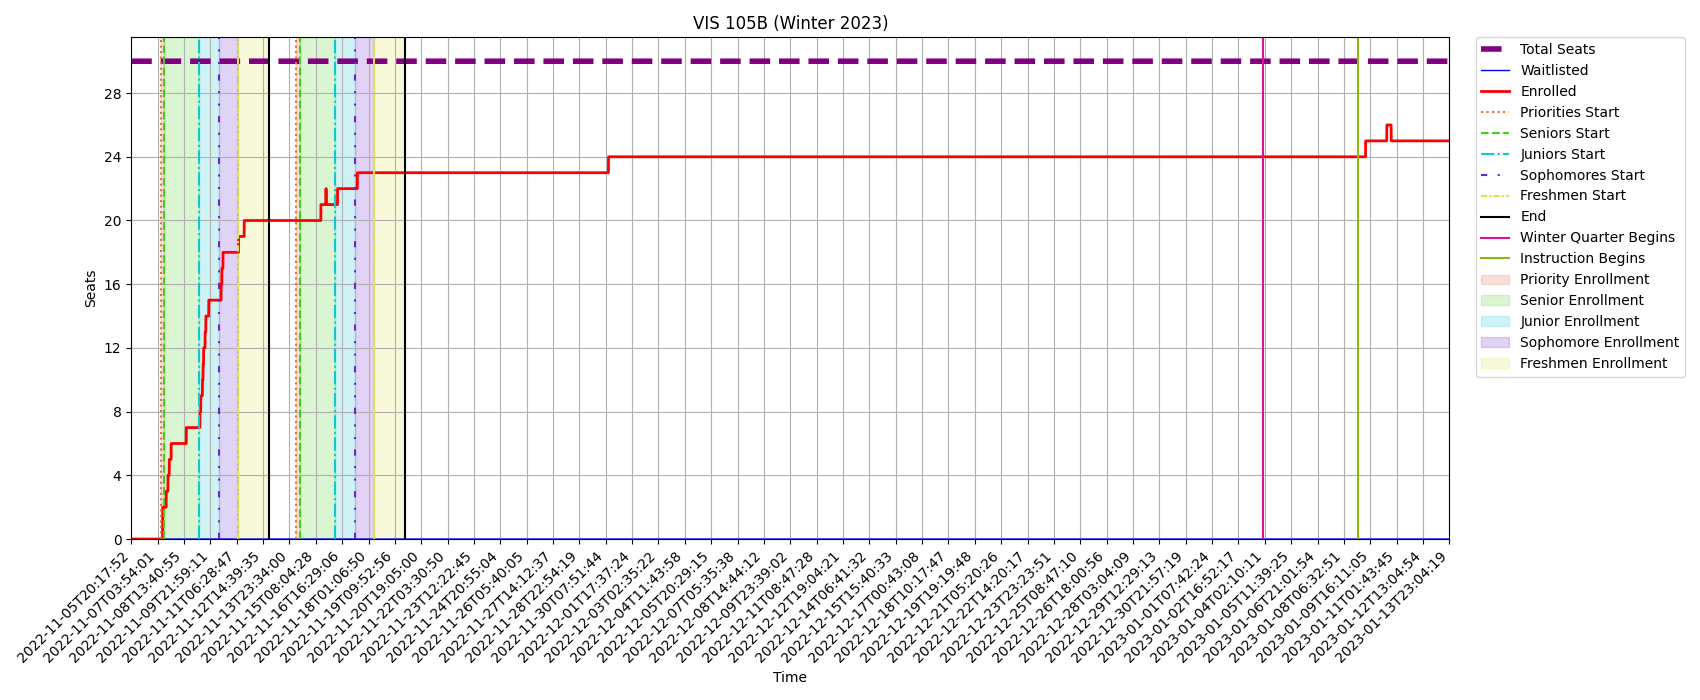 VIS 105B (Winter 2023)
Seats
28
24
20
16
12
8
4
0
2022-11-05T20:17:52
2022-11-07T03:54:01
2022-11-08T13:40:55
2022-11-09T21:59:11
2022-11-11T06:28:47
2022-11-12T14:39:35
2022-11-13T23:34:00
2022-11-15T08:04:28
2022-11-16T16:29:06
2022-11-18T01:06:50
2022-11-19T09:52:56
2022-11-20T19:05:00
2022-11-22T03:30:50
2022-11-23T12:22:45
2022-11-24T20:55:04
2022-11-26T05:40:05
2022-11-27T14:12:37
2022-11-28T22:54:19
2022-11-30T07:51:44
2022-12-01T17:37:24
2022-12-03T02:35:22
2022-12-04T11:43:58
2022-12-05T20:29:15
2022-12-07T05:35:38
2022-12-08T14:44:12
2022-12-09T23:39:02
2022-12-11T08:47:28
2022-12-12T19:04:21
2022-12-14T06:41:32
2022-12-15T15:40:33
2022-12-17T00:43:08
2022-12-18T10:17:47
2022-12-19T19:19:48
2022-12-21T05:20:26
2022-12-22T14:20:17
2022-12-23T23:23:51
2022-12-25T08:47:10
2022-12-26T18:00:56
2022-12-28T03:04:09
2022-12-29T12:29:13
2022-12-30T21:57:19
2023-01-01T07:42:24
2023-01-02T16:52:17
2023-01-04T02:10:11
2023-01-05T11:39:25
2023-01-06T21:01:54
2023-01-08T06:32:51
2023-01-09T16:11:05
2023-01-11T01:43:45
2023-01-12T13:04:54
2023-01-13T23:04:19
Time
Total Seats
Waitlisted
Enrolled
Priorities Start
Seniors Start
Juniors Start
Sophomores Start
Freshmen Start
End
Winter Quarter Begins
Instruction Begins
Priority Enrollment
Senior Enrollment
Junior Enrollment
Sophomore Enrollment
Freshmen Enrollment